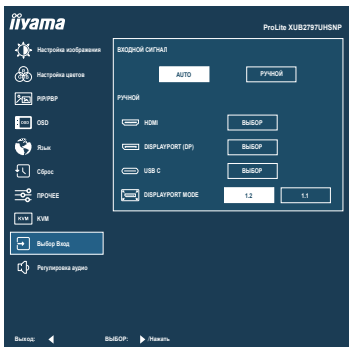 iiyama
ProLite XUB2797UHSNP
Настройка изображения
Настройка цветов
PIP/PBP
OSD
OSD
Язык
Сброс
ПРОЧЕЕ
KVM
KVM
Выбор Вход
Регулировка аудио
ВХОДНОЙ СИГНАЛ
AUTO
РУЧНОЙ
РУЧНОЙ
HDMI
ВЫБОР
DISPLAYPORT (DP)
ВЫБОР
USB C
ВЫБОР
DISPLAYPORT MODE
1.2
1.1
Выход:
ВЫБОР:
/Нажать